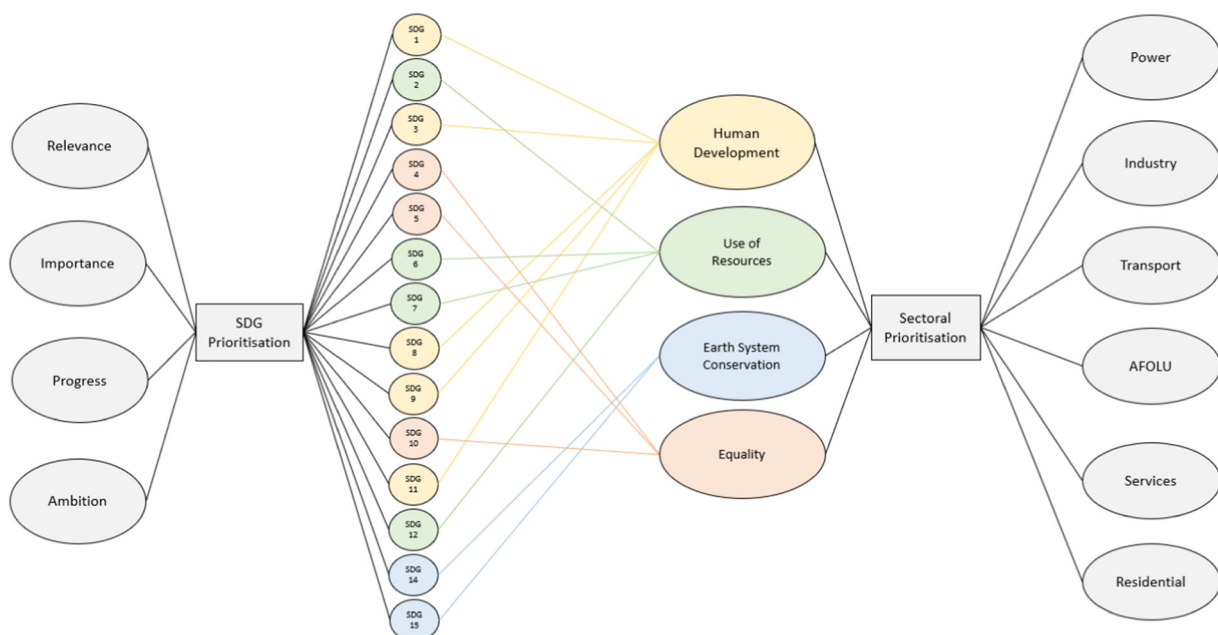 Relevance
Importance
Progress
Ambition
SDG
Prioritisation
SDG
1
SDG
2
SDG
3
SDG
4
SDG
5
SDG
6
SDG
7
SDG
8
SDG
9
SDG
10
SDG
11
SDG
12
SDG
14
SDG
15
Human
Development
Use of
Resources
Earth System
Conservation
Equality
Sectoral
Prioritisation
Power
Industry
Transport
AFOLU
Services
Residential